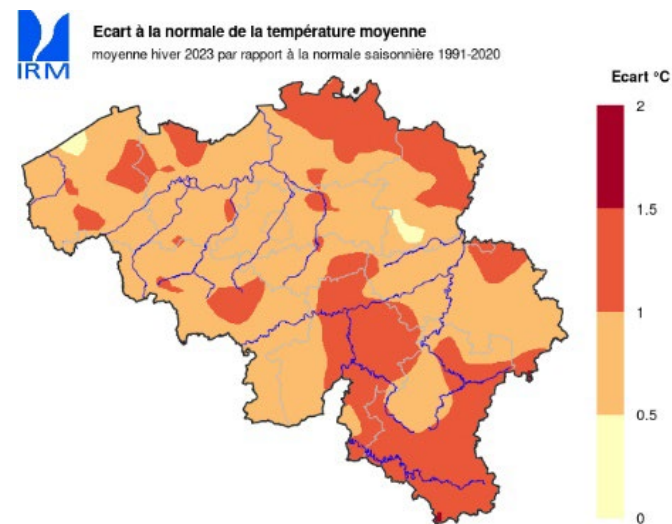 Ecart à la normale de la température moyenne
moyenne hiver 2023 par rapport à la normale saisonnière 1991-2020
IRM
Ecart °C
2
1.5
1
0.5
0